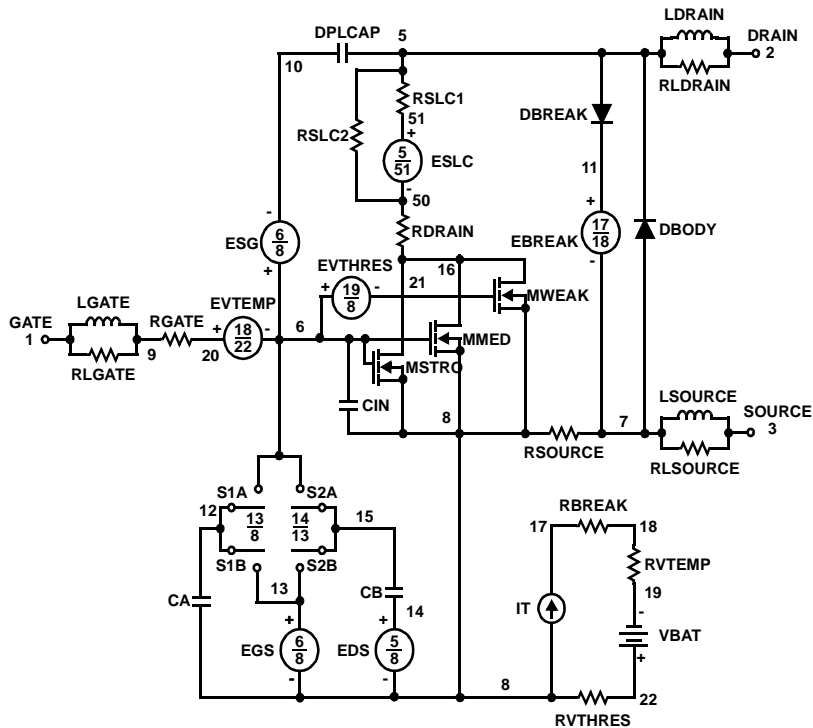 LDRAIN
DPLCAP 5 DRAIN
2
10
RLDRAIN
RSLC1
DBREAK
51
RSLC2
+
5
51
ESLC
11
-
50
+
-
17
18
DBODY
RDRAIN
ESG
6
8
EBREAK
EVTHRES
16
-
+
+
19
8
-
21
MWEAK
LGATE
EVTEMP
GATE
1
RGATE
+
18
22
-
6
MMED
9
20
MSTRO
RLGATE
LSOURCE
CIN
8
7
SOURCE
3
RSOURCE
RLSOURCE
S1A
S2A
12
13
8
14
13
15
RBREAK
17
18
S1B
S2B
RVTEMP
13
CB
19
CA
14
IT
-
+
+
VBAT
EGS
6
8
EDS
5
8
+
-
-
8
22
RVTHRES